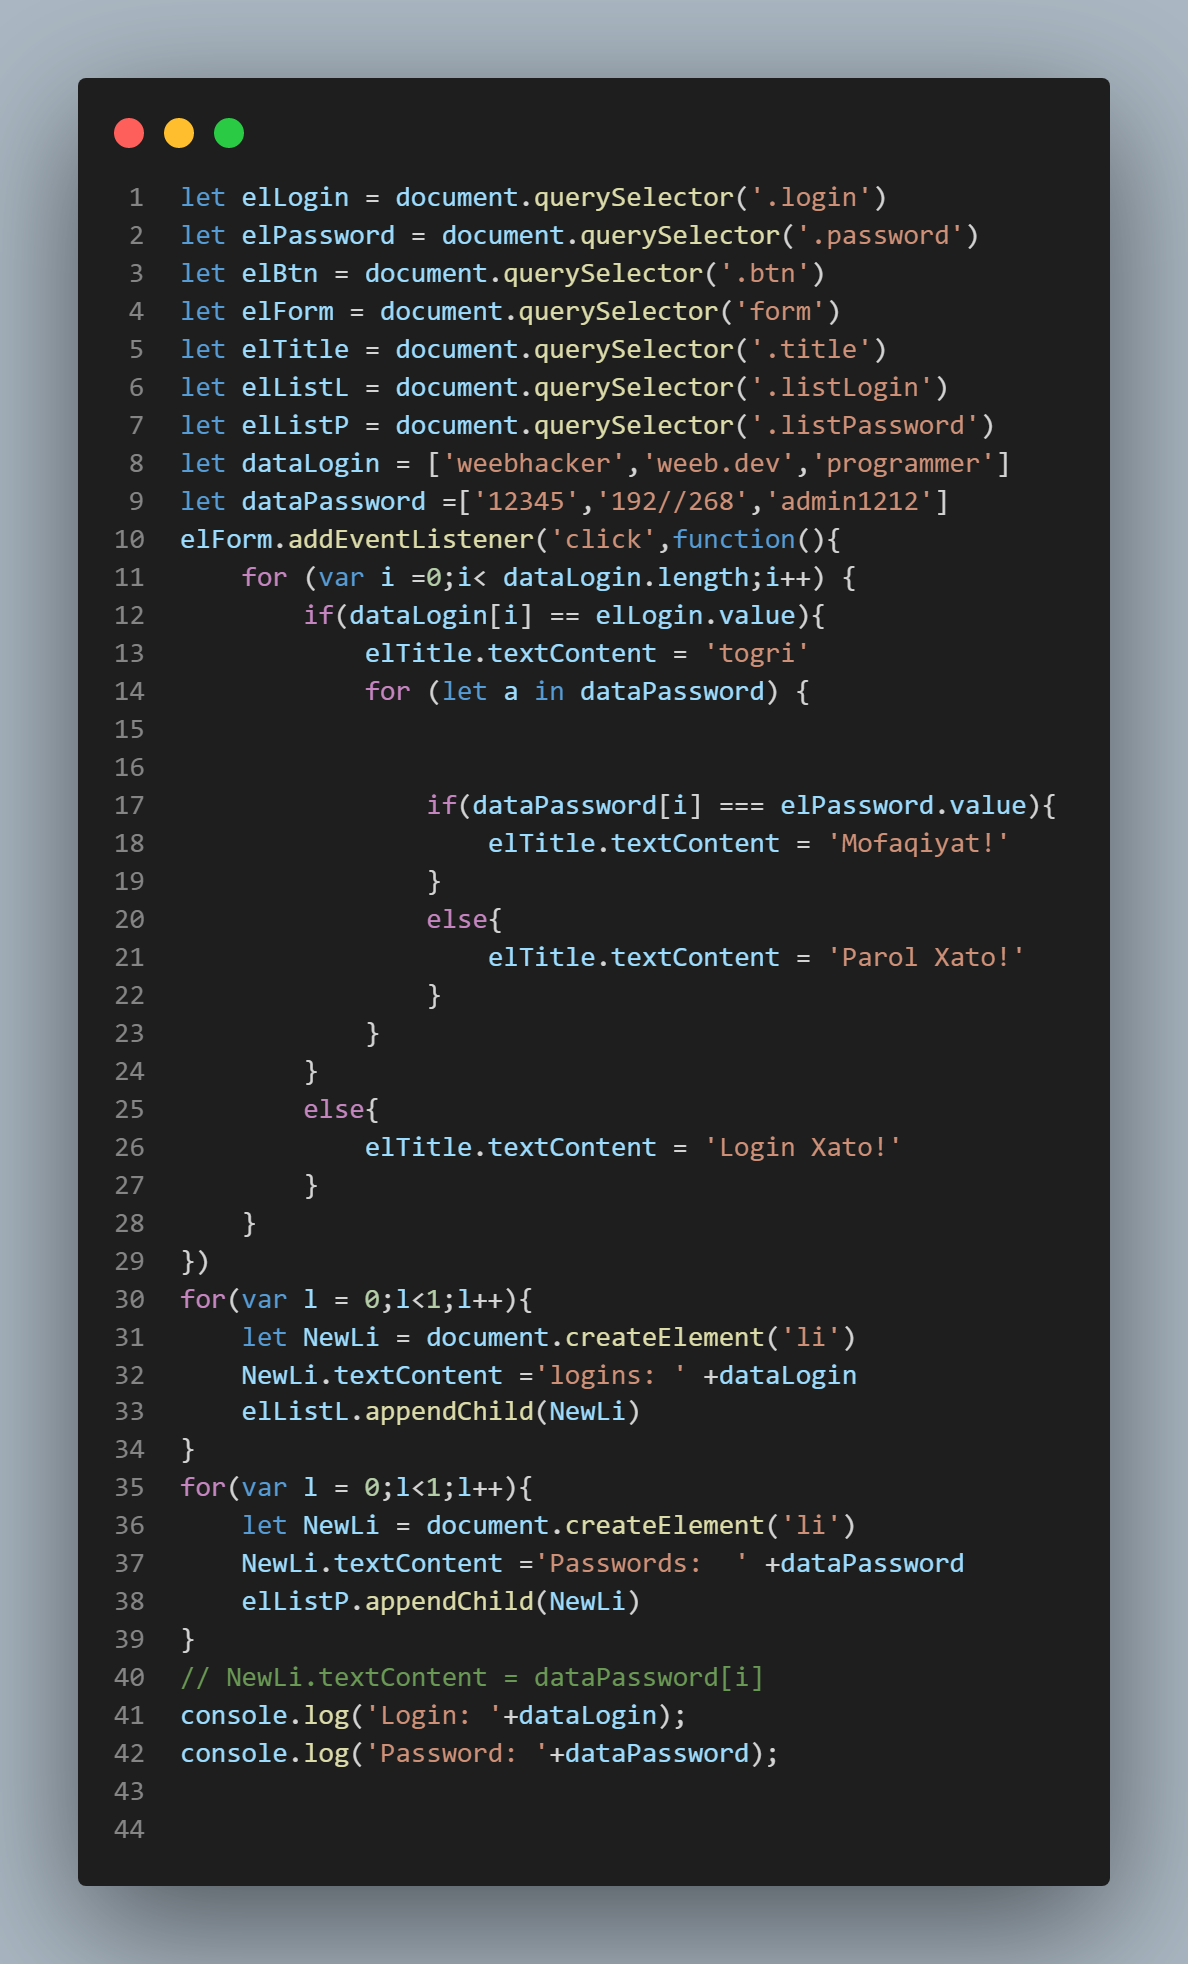 1 let elLogin = document.querySelector('.login')
2 let elPassword = document.querySelector('.password')
3 let elBtn = document.querySelector('.btn')
4 let elForm = document.querySelector('form')
5 let elTitle = document.querySelector('.title')
6 let elListL = document.querySelector('.listLogin')
7 let elListP = document.querySelector('.listPassword')
8 let dataLogin = ['weebhacker','weeb.dev','programmer']
9 let dataPassword =['12345','192//268','admin1212']
10 elForm.addEventListener('click',function(){
11     for (var i =0;i< dataLogin.length;i++) {
12         if(dataLogin[i] == elLogin.value){
13             elTitle.textContent = 'togri'
14             for (let a in dataPassword) {
15
16
17                 if(dataPassword[i] === elPassword.value){
18                     elTitle.textContent = 'Mofaqiyat!'
19                 }
20                 else{
21                     elTitle.textContent = 'Parol Xato!'
22                 }
23             }
24         }
25         else{
26             elTitle.textContent = 'Login Xato!'
27         }
28     }
29 })
30 for(var l = 0;l<1;l++){
31     let NewLi = document.createElement('li')
32     NewLi.textContent ='logins: ' +dataLogin
33     elListL.appendChild(NewLi)
34 }
35 for(var l = 0;l<1;l++){
36     let NewLi = document.createElement('li')
37     NewLi.textContent ='Passwords:  ' +dataPassword
38     elListP.appendChild(NewLi)
39 }
40 // NewLi.textContent = dataPassword[i]
41 console.log('Login: '+dataLogin);
42 console.log('Password: '+dataPassword);
43
44